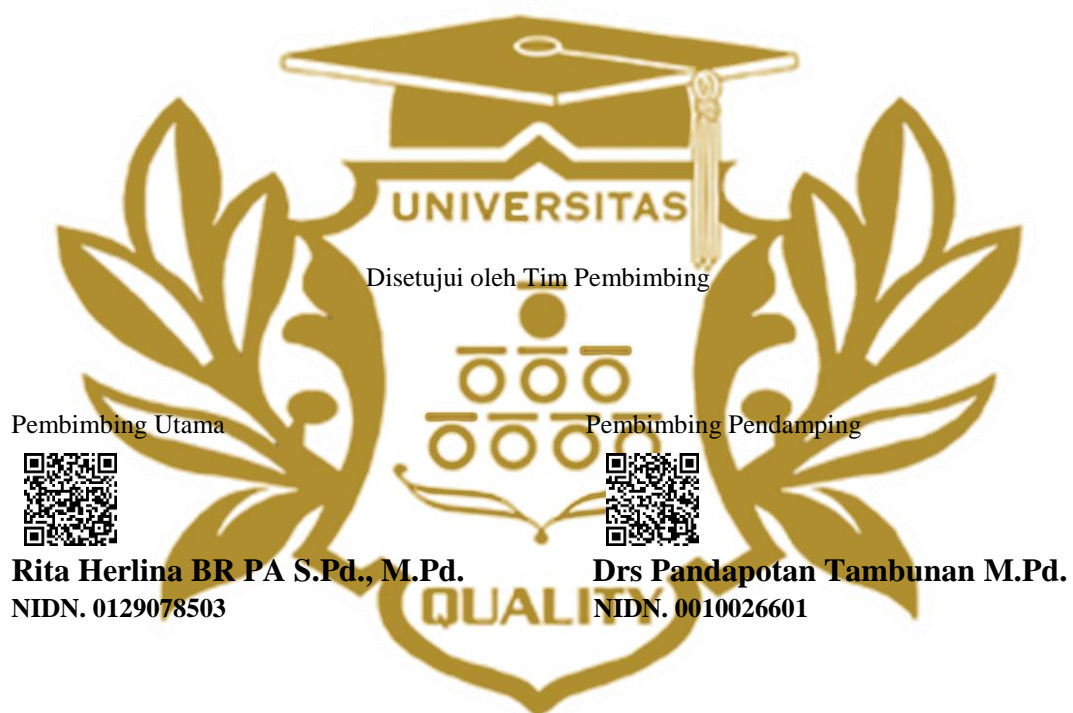 UNIVERSITAS
Disetujui oleh Tim Pembimbing
Pembimbing Utama
Pembimbing Pendamping
Rita Herlina BR PA S.Pd., M.Pd.
Drs Pandapotan Tambunan M.Pd.
NIDN. 0129078503
NIDN. 0010026601
QUALITY